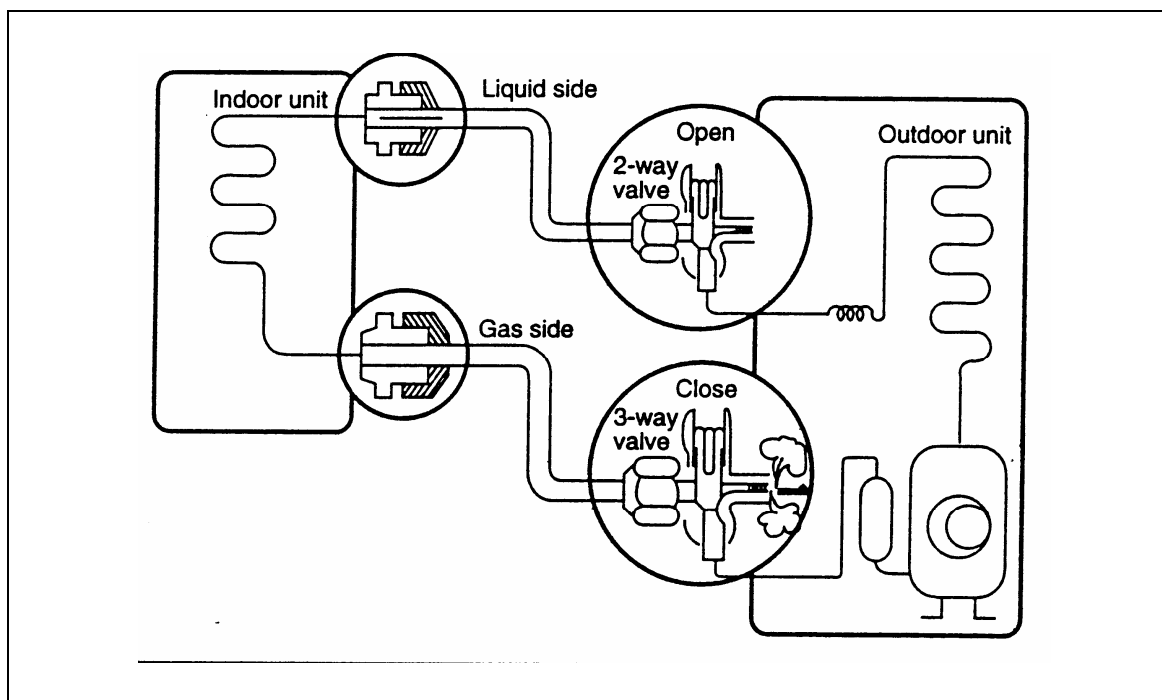 Indoor unit
Liquid side
Open
2-way
valve
Outdoor unit
Gas side
Close
3-way
valve